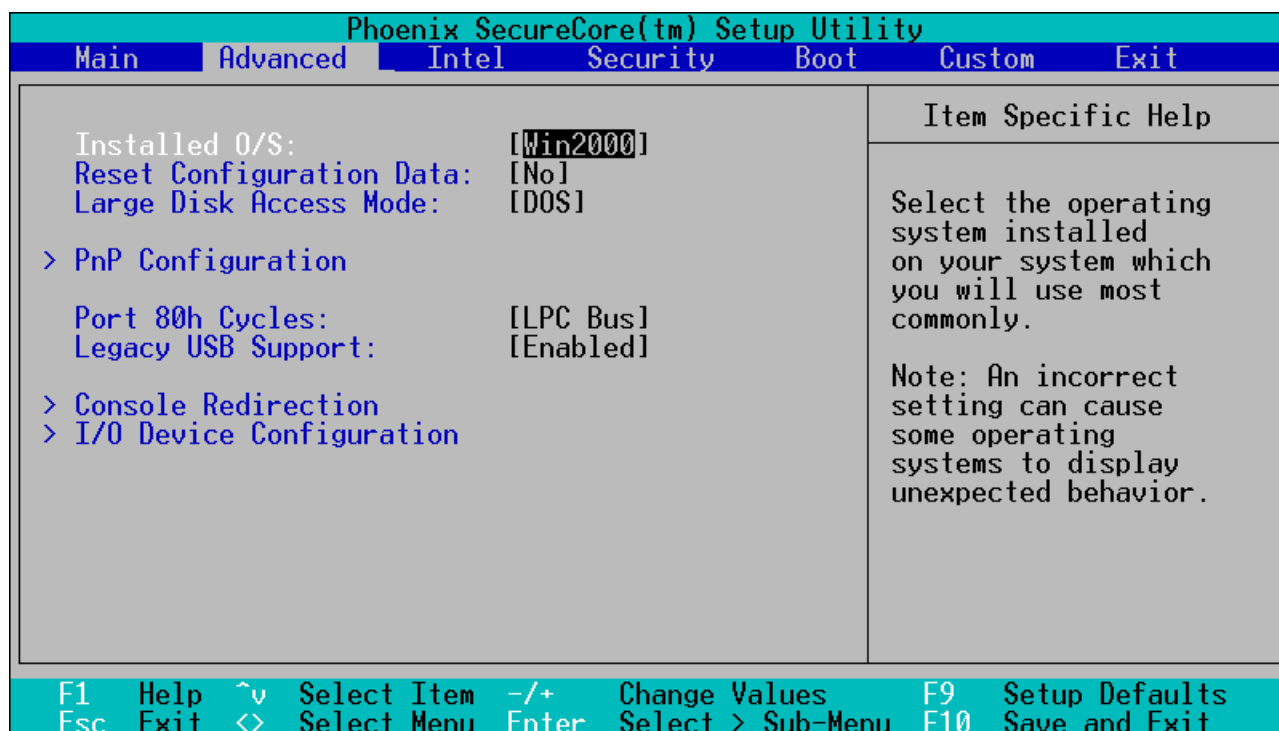 Phoenix SecureCore(tm) Setup Utility
Main Advanced Intel Security Boot Custom Exit
Installed O/S: [Win2000]
Reset Configuration Data: [No]
Large Disk Access Mode: [DOS]
> PnP Configuration
Port 80h Cycles: [LPC Bus]
Legacy USB Support: [Enabled]
> Console Redirection
> I/O Device Configuration
Item Specific Help
Select the operating
system installed
on your system which
you will use most
commonly.
Note: An incorrect
setting can cause
some operating
systems to display
unexpected behavior.
F1 Help ^v Select Item -/+ Change Values F9 Setup Defaults
Esc Exit <> Select Menu Enter Select > Sub-Menu F10 Save and Exit